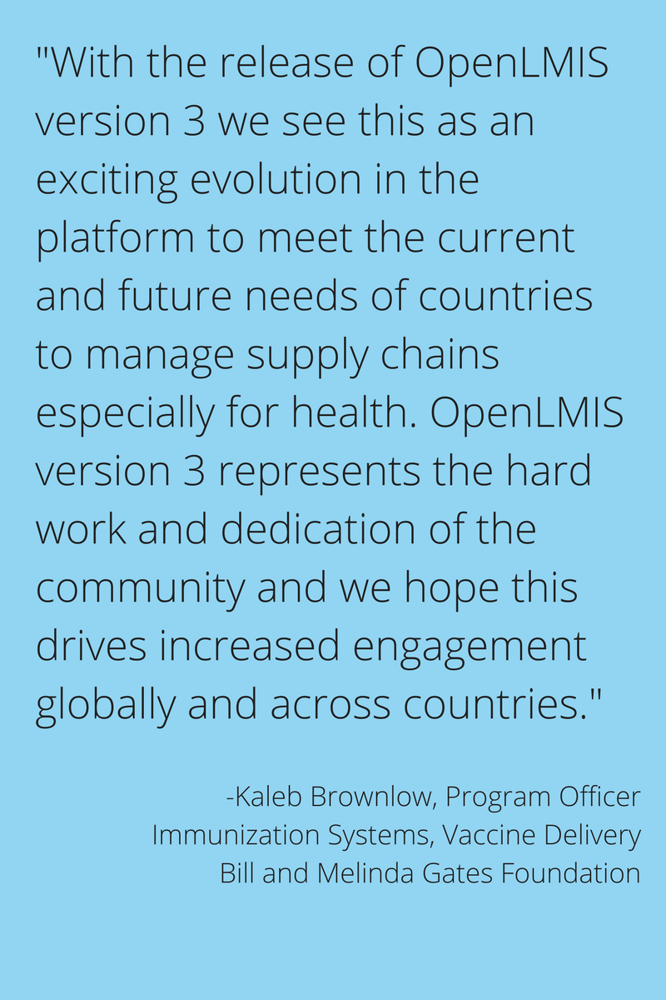 "With the release of OpenLMIS
version 3 we see this as an
exciting evolution in the
platform to meet the current
and future needs of countries
to manage supply chains
especially for health. OpenLMIS
version 3 represents the hard
work and dedication of the
community and we hope this
drives increased engagement
globally and across countries."
-Kaleb Brownlow, Program Officer
Immunization Systems, Vaccine Delivery
Bill and Melinda Gates Foundation